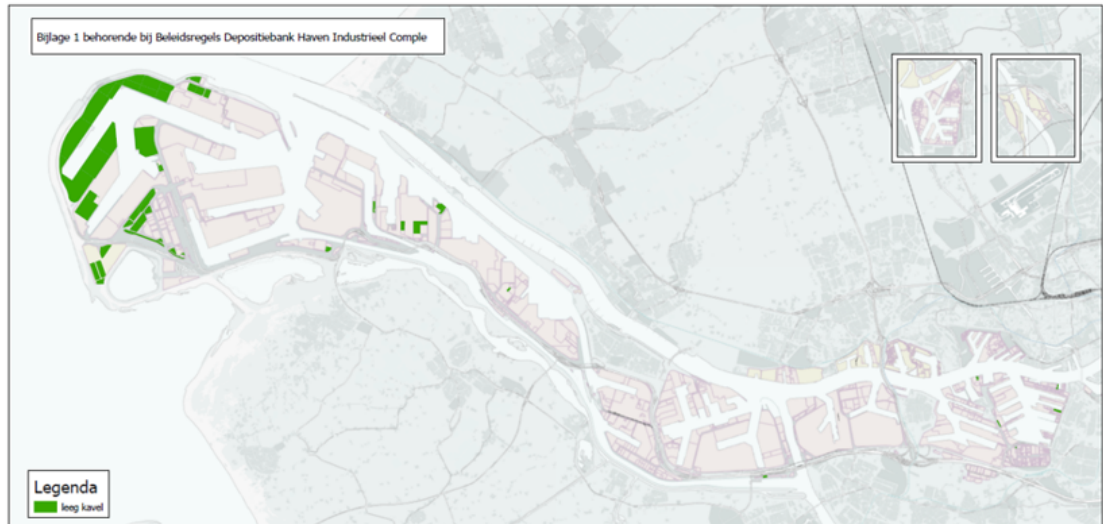 Bijlage 1 behorende bij Beleidsregels Depositiebank Haven Industrieel Comple
Legenda
leeg kavel